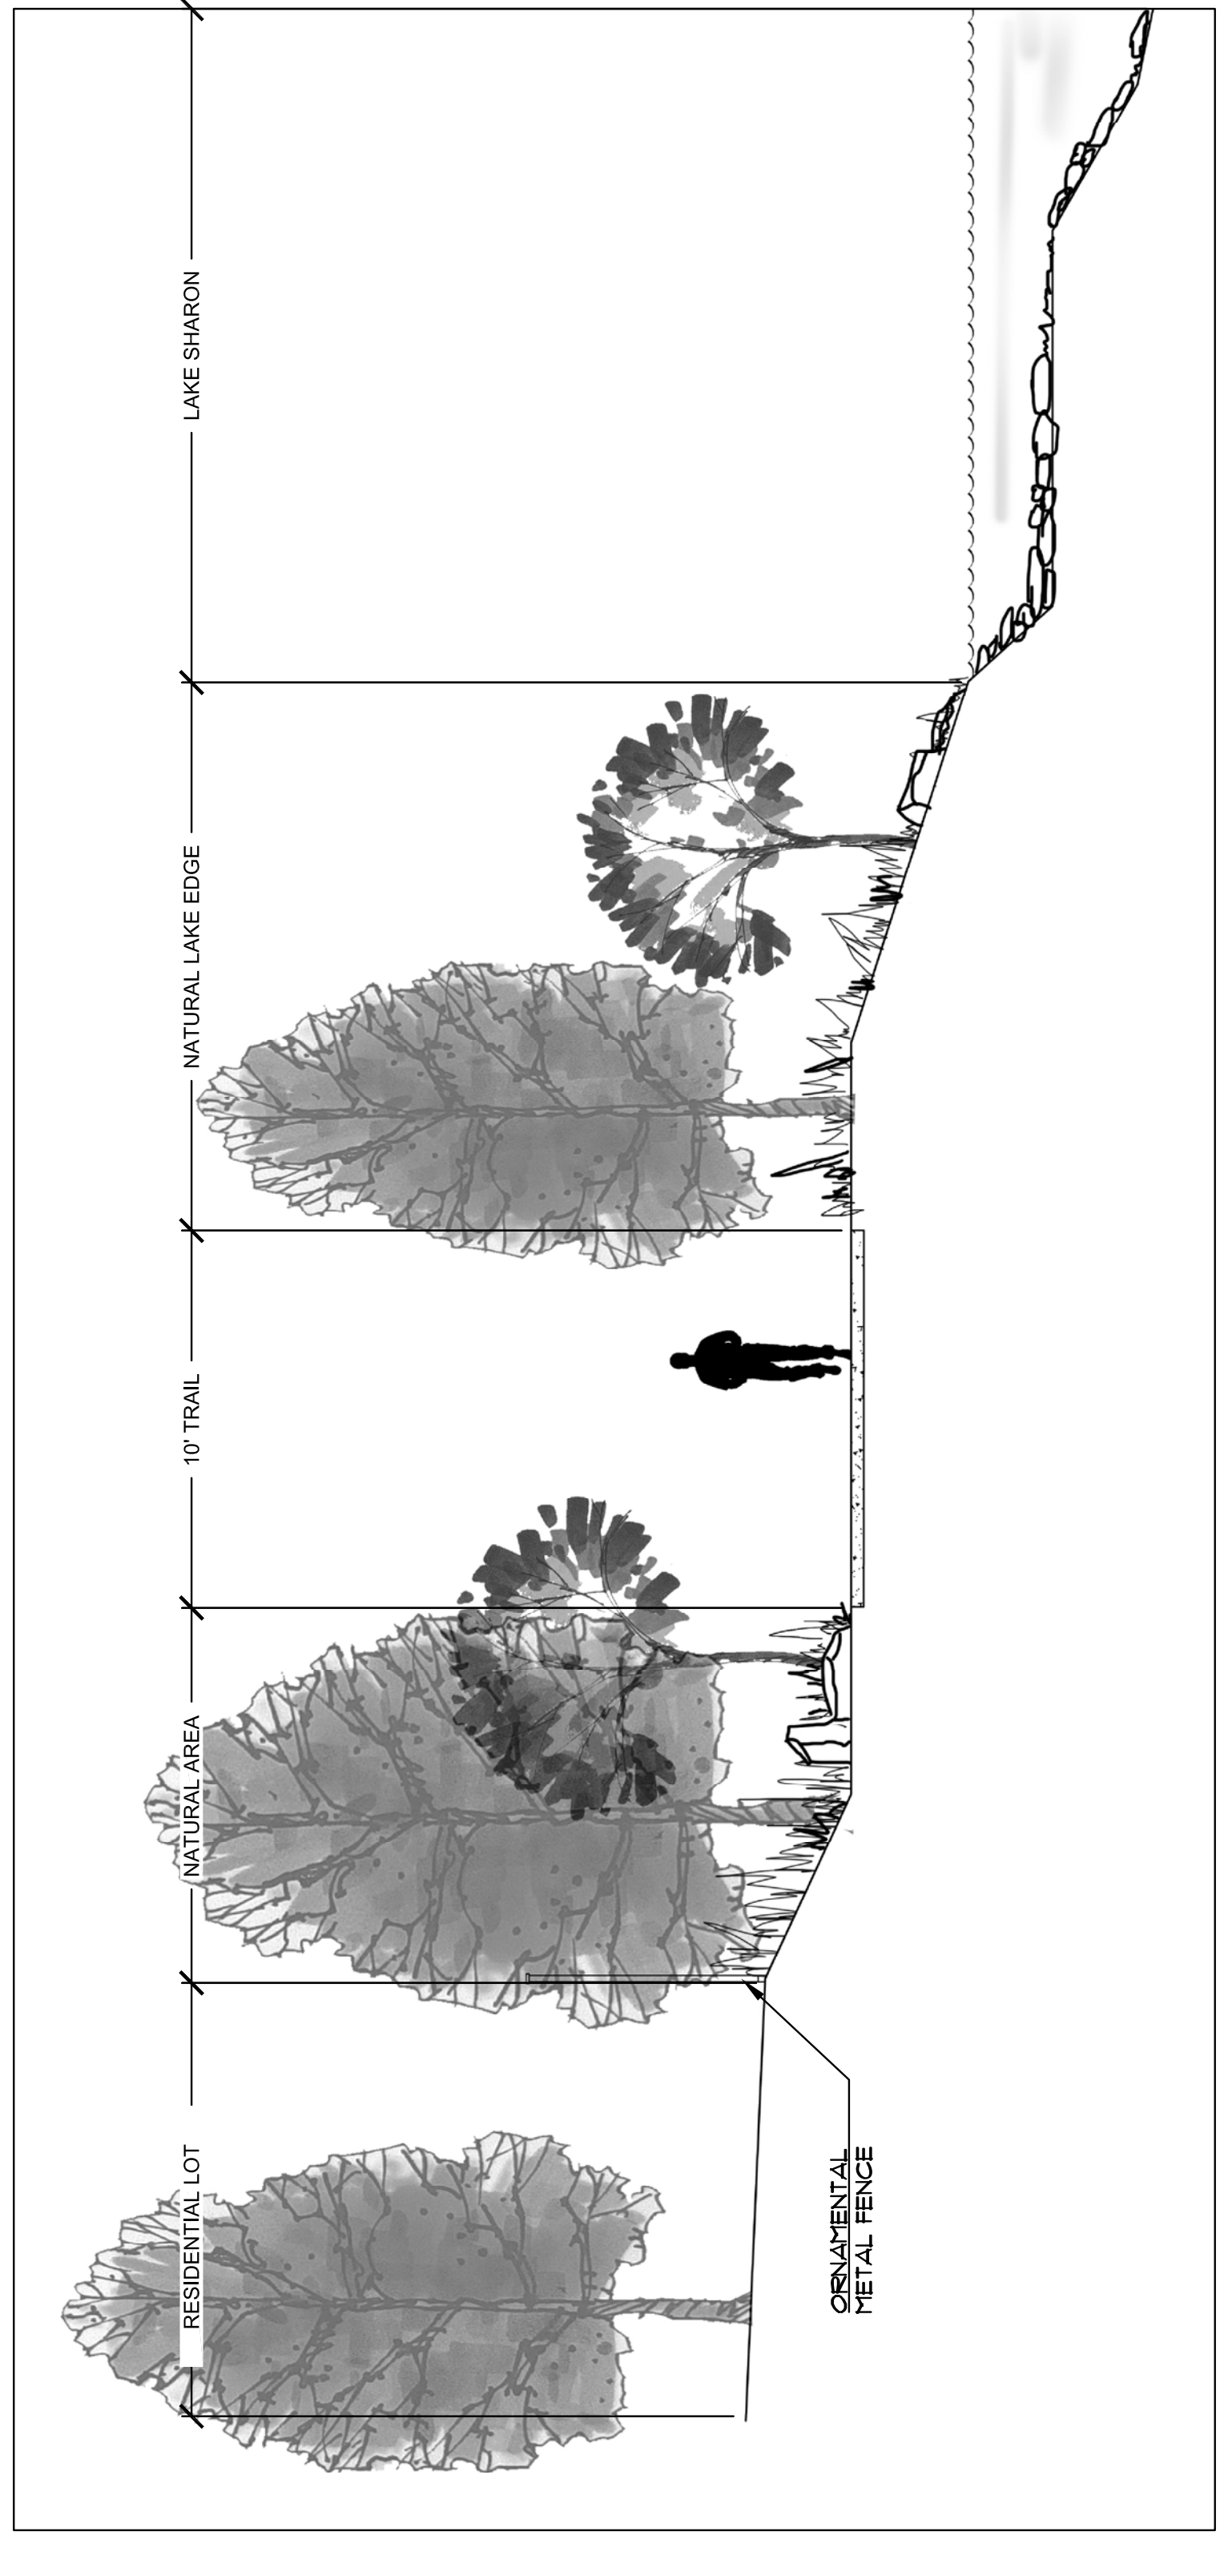 RESIDENTIAL LOT
NATURAL AREA
10' TRAIL
NATURAL LAKE EDGE
LAKE SHARON
ORNAMENTAL
METAL FENCE